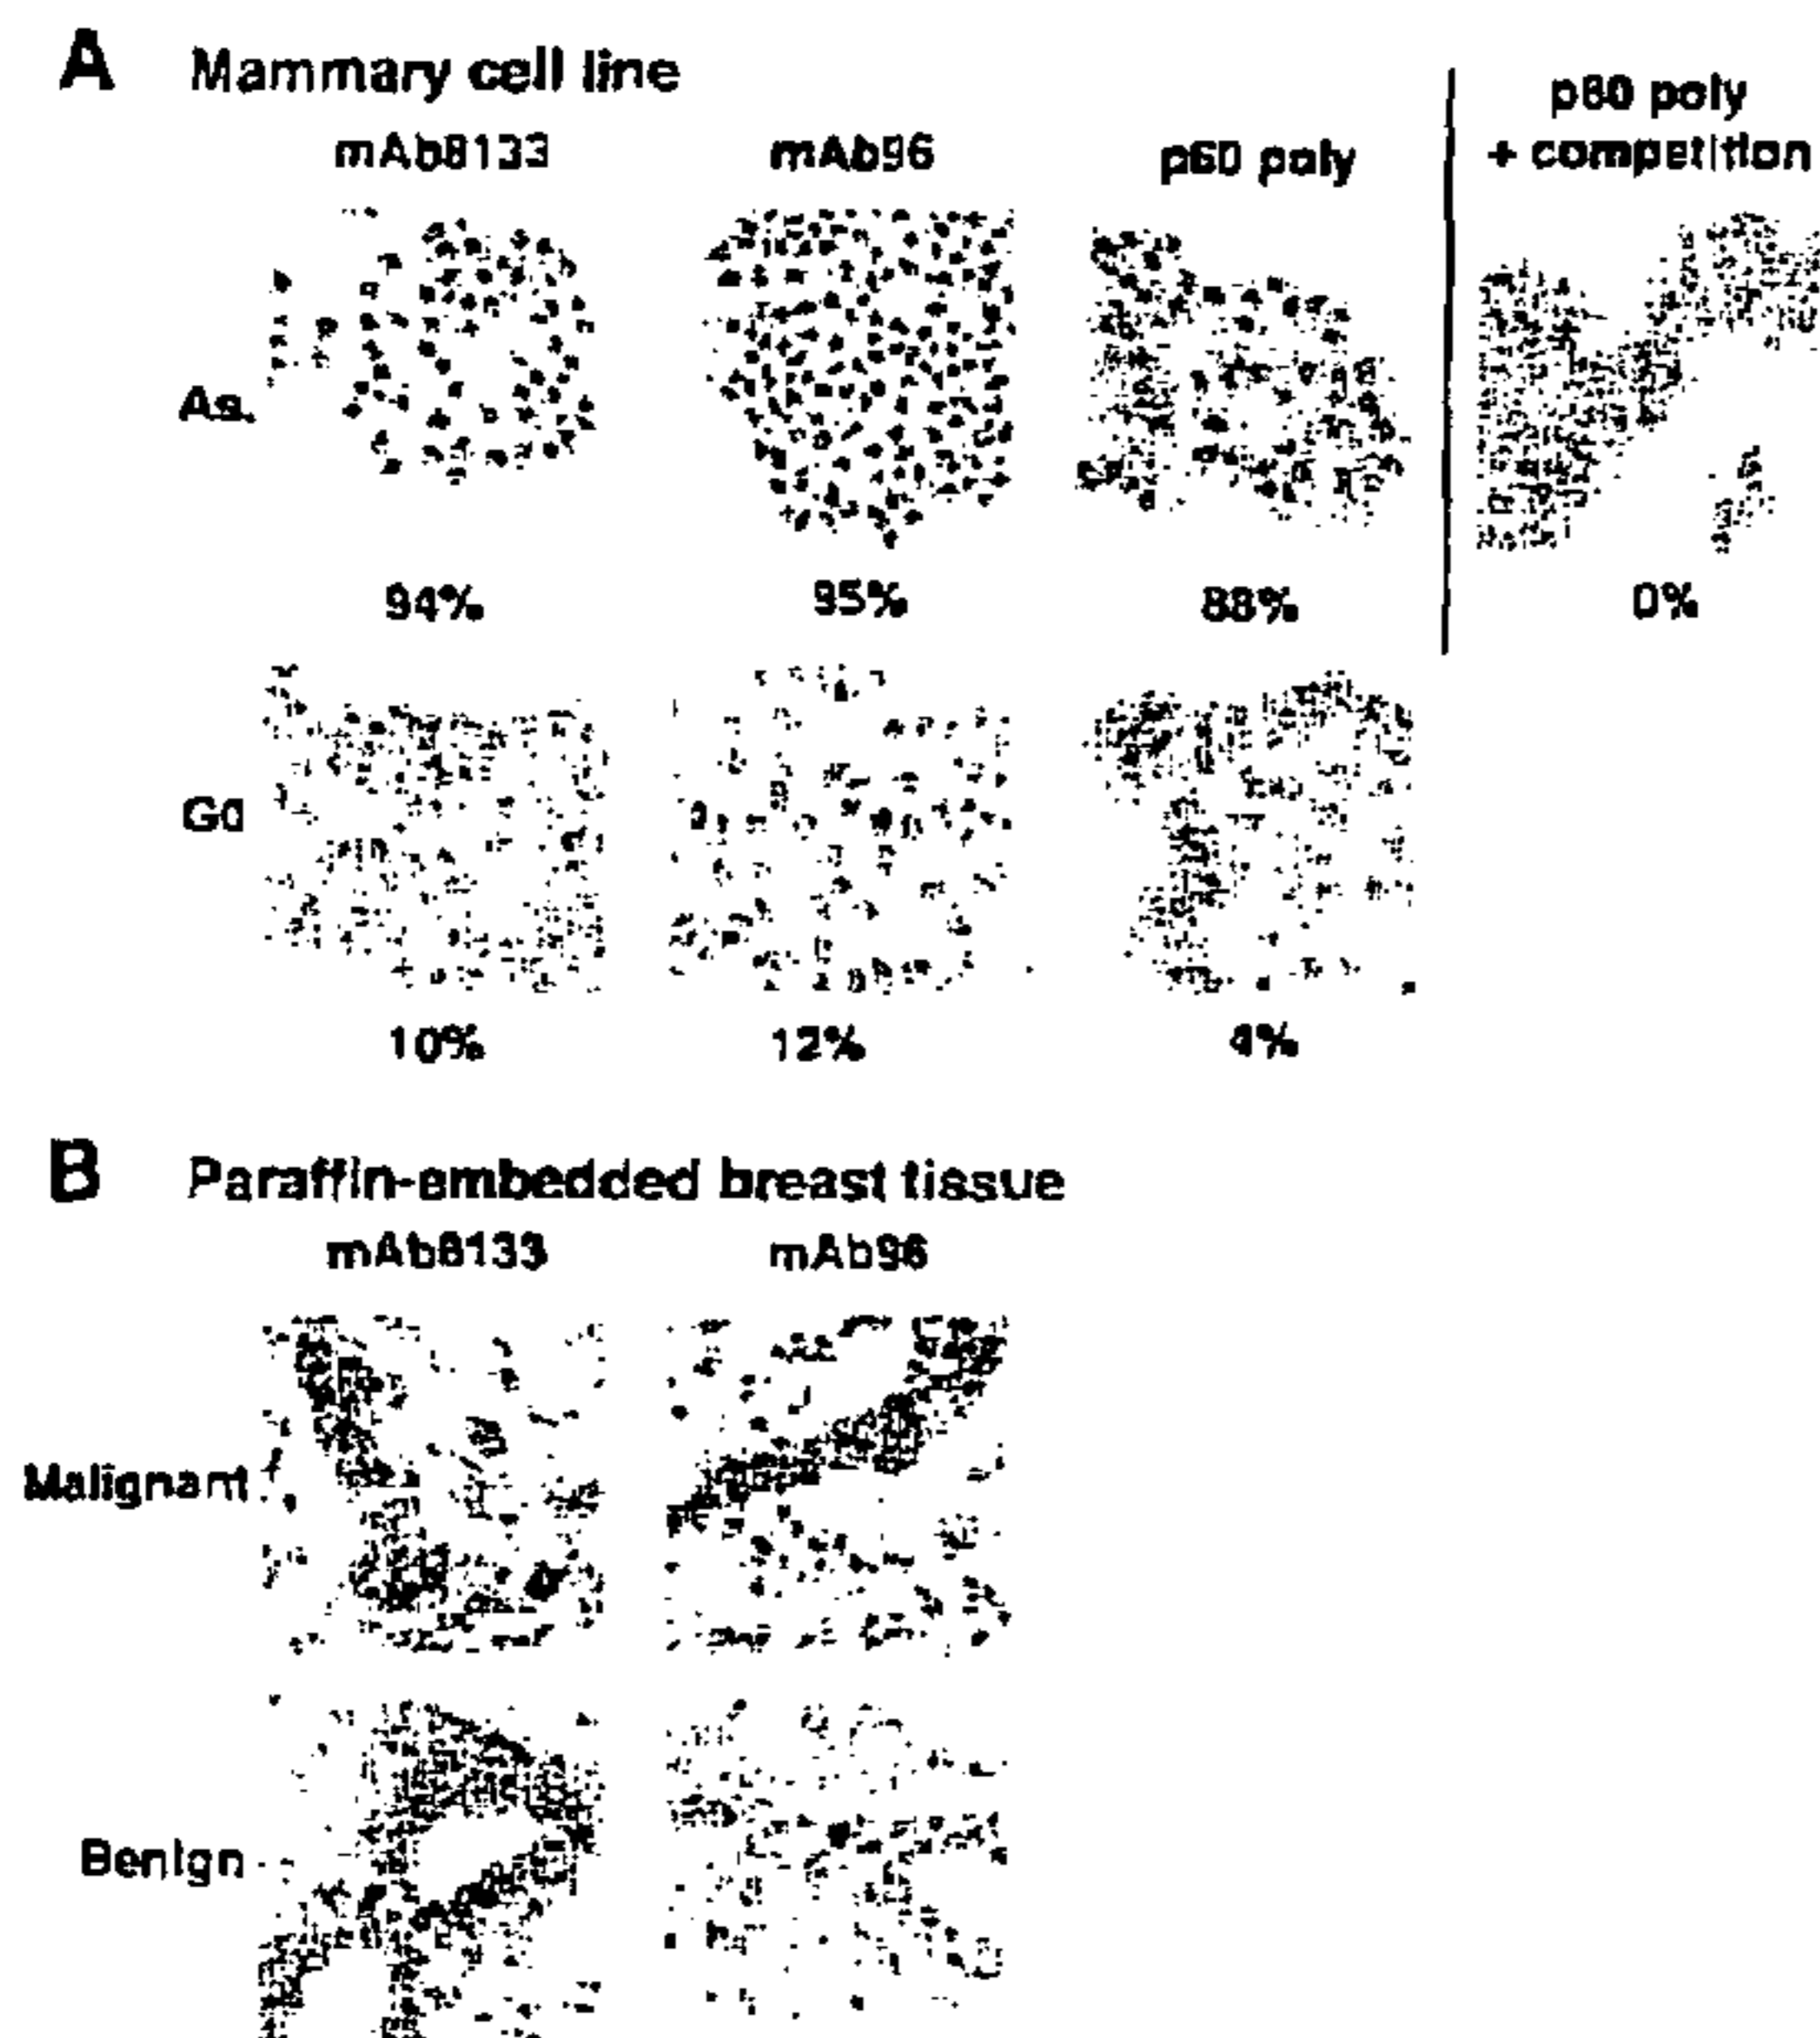 A Mammary cell line
mAb8133 mAb96 p60 poly p60 poly
+ competition
As.
94% 95% 88% 0%
Gd
10% 12% 4%
B Paraffin-embedded breast tissue
mAb8133 mAb96
Malignant
Benign